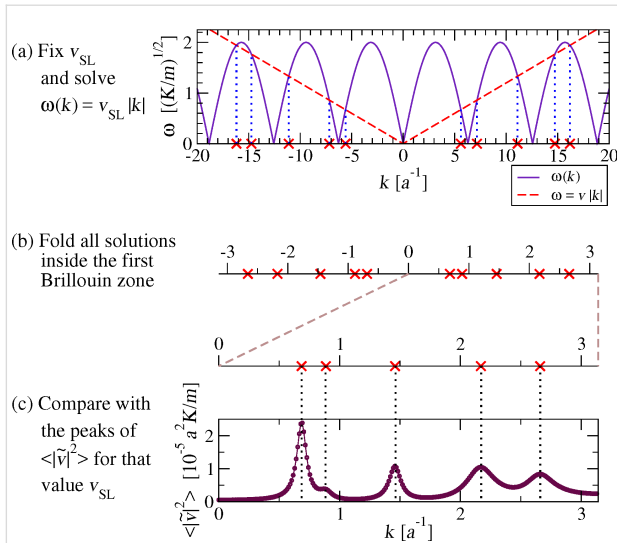 (a) Fix v_SL
and solve
ω(k) = v_SL |k|
ω [(K/m)^1/2]
2
1
0
-20 -15 -10 -5 0 5 10 15 20
k [a^-1]
ω(k)
ω = v |k|
(b) Fold all solutions
inside the first
Brillouin zone
-3 -2 -1 0 1 2 3
0 1 2 3
(c) Compare with
the peaks of
<|ṽ|^2> for that
value v_SL
<|ṽ|^2> [10^-5 a^2K/m]
2
1
0
0 1 2 3
k [a^-1]